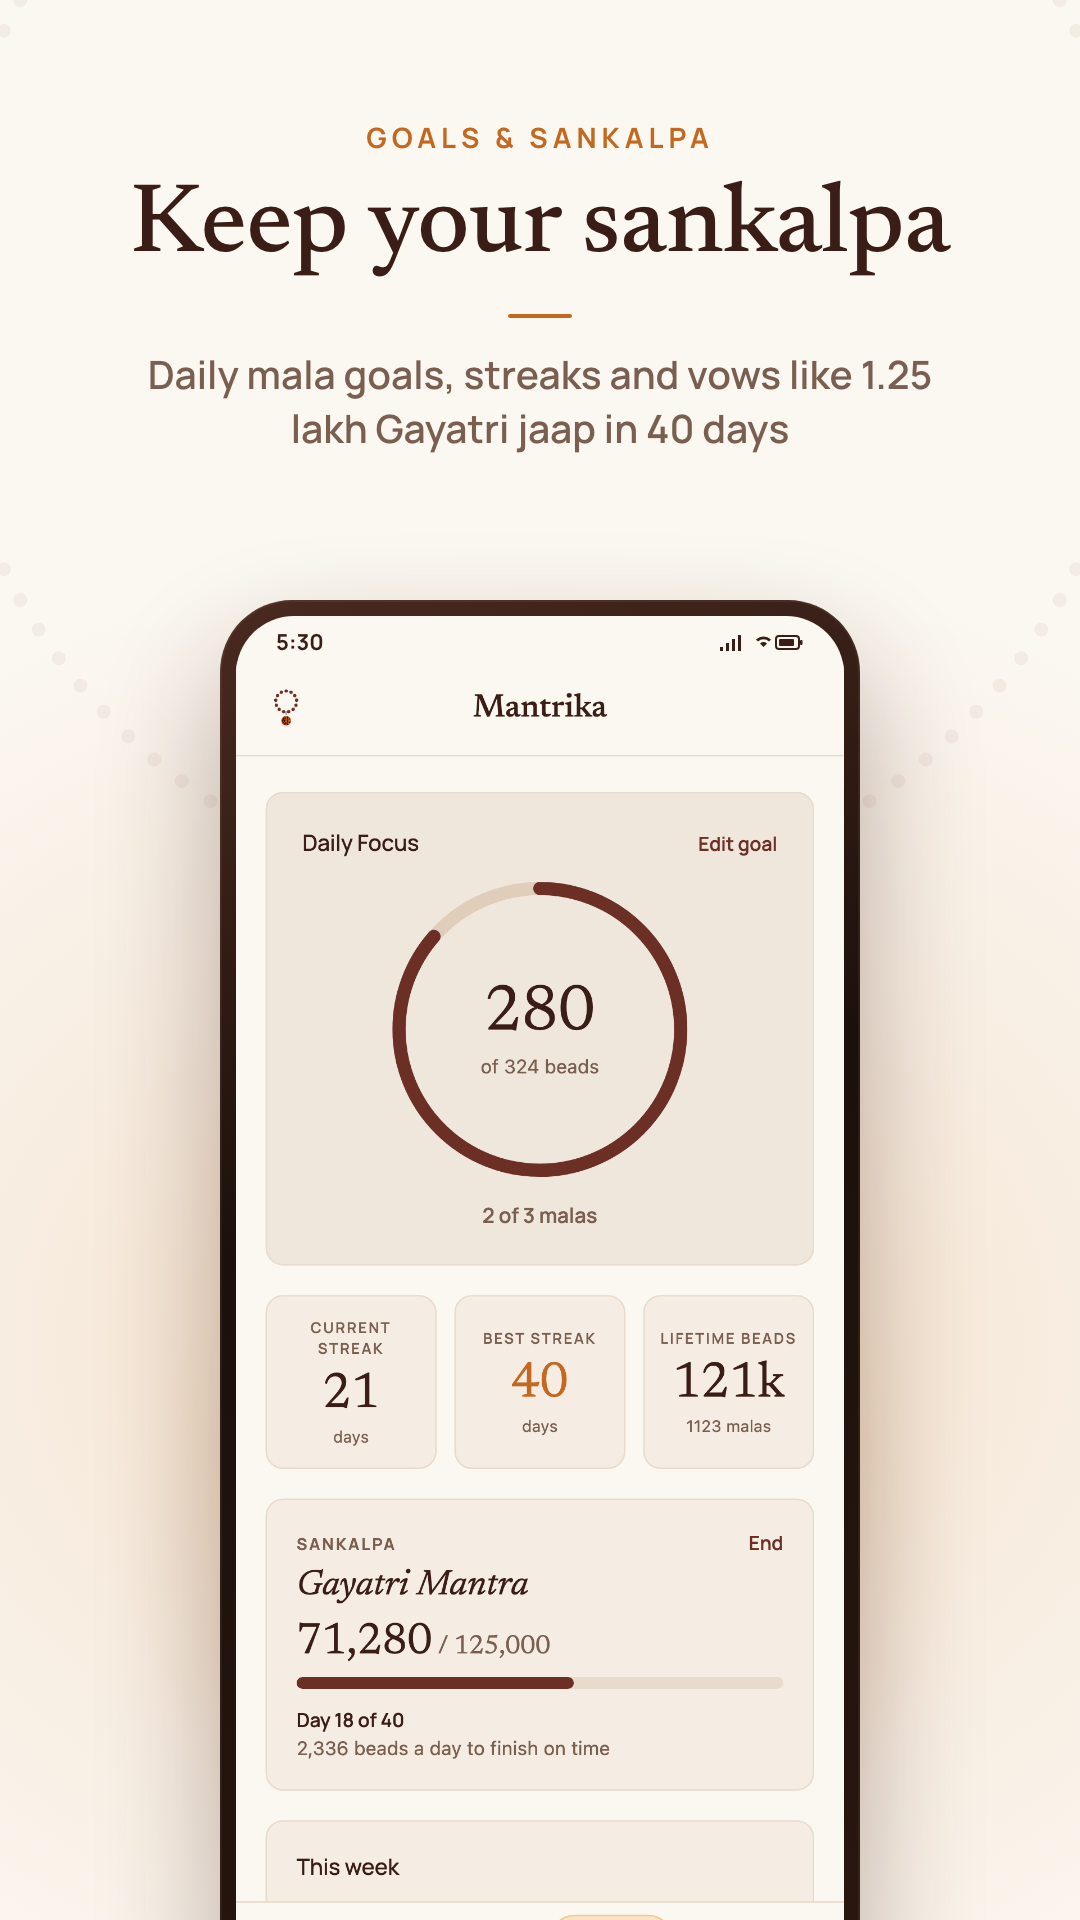 GOALS & SANKALPA
Keep your sankalpa
Daily mala goals, streaks and vows like 1.25
lakh Gayatri jaap in 40 days
5:30
Mantrika
Daily Focus
Edit goal
280
of 324 beads
2 of 3 malas
CURRENT
STREAK
21
days
BEST STREAK
40
days
LIFETIME BEADS
121k
1123 malas
SANKALPA
End
Gayatri Mantra
71,280 / 125,000
Day 18 of 40
2,336 beads a day to finish on time
This week